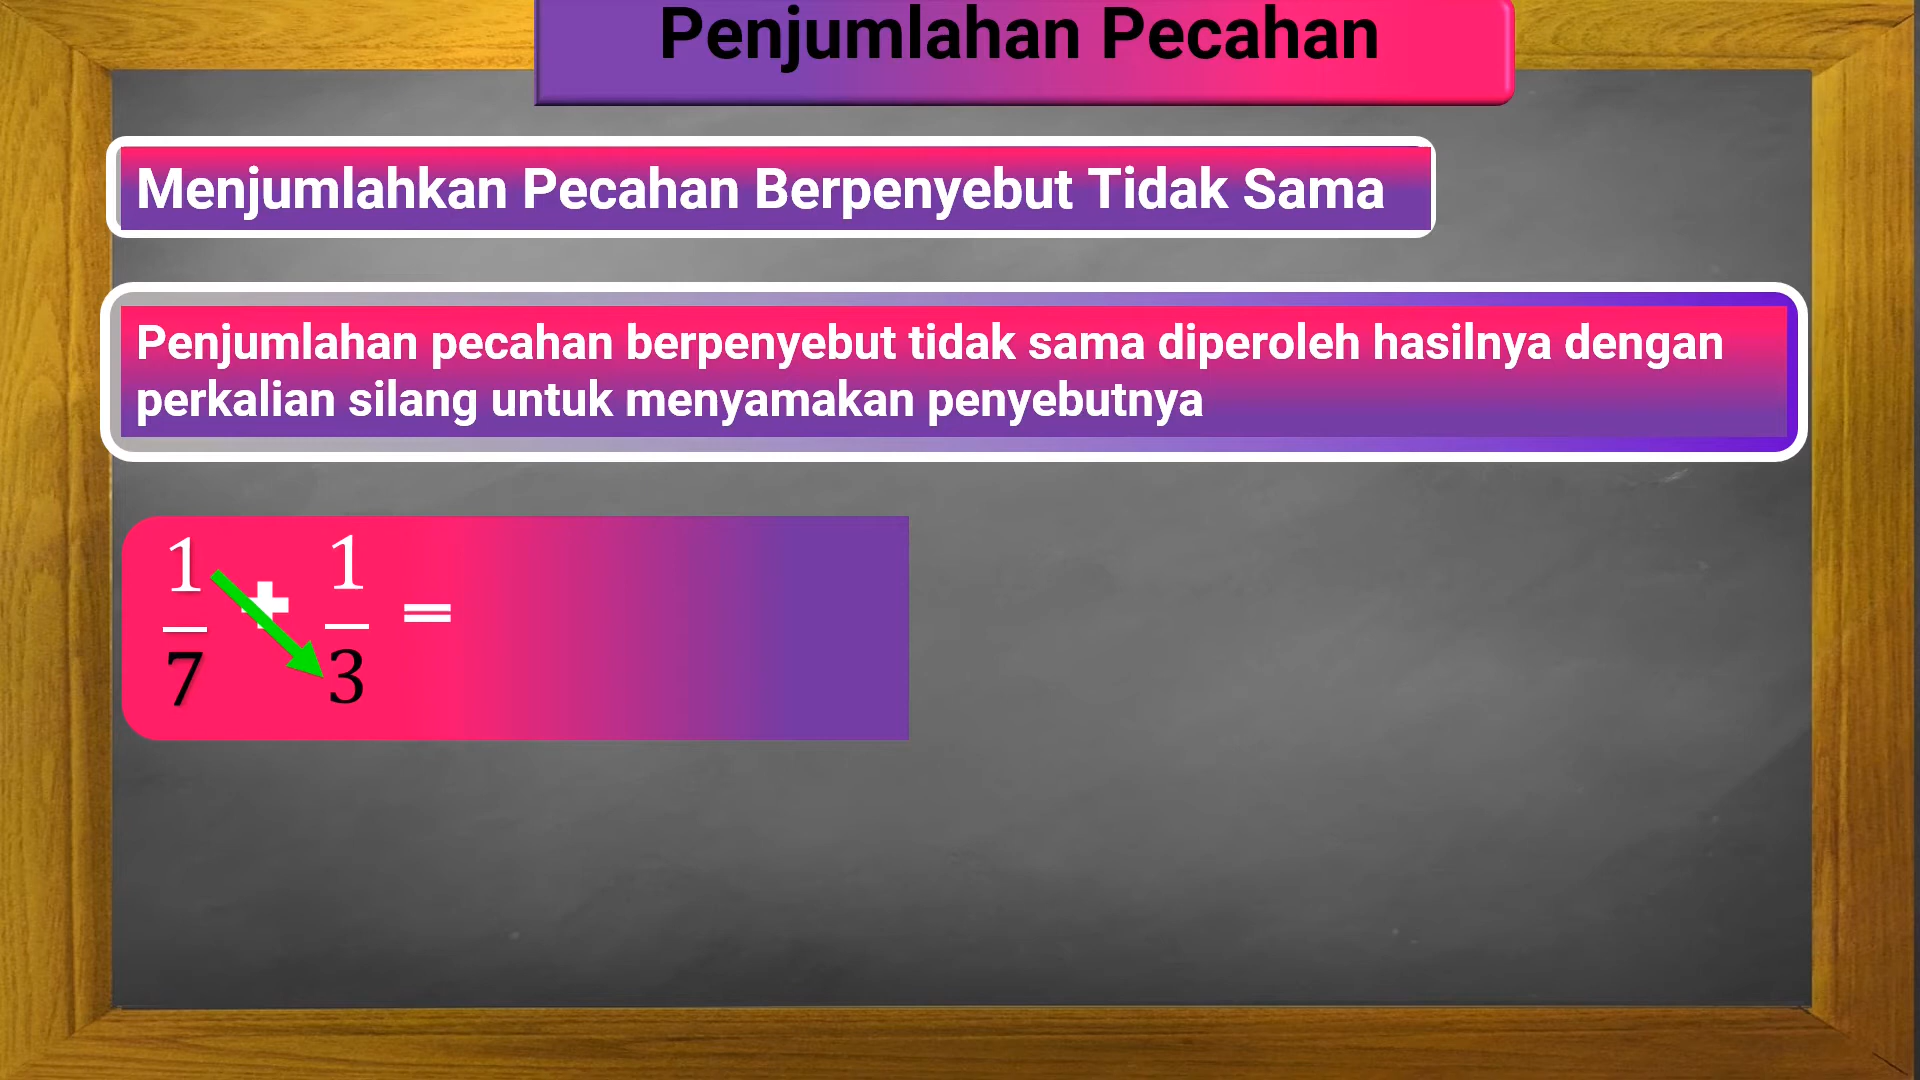 Penjumlahan Pecahan
Menjumlahkan Pecahan Berpenyebut Tidak Sama
Penjumlahan pecahan berpenyebut tidak sama diperoleh hasilnya dengan
perkalian silang untuk menyamakan penyebutnya
1/7 + 1/3 =